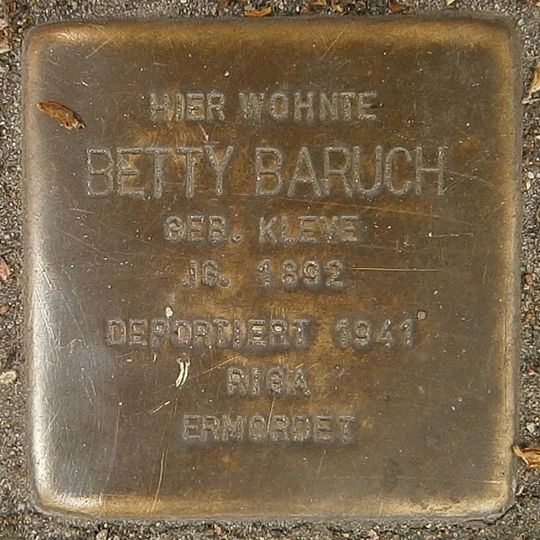 HIER WOHNTE
BETTY BARUCH
GEB. KLEVE
JG. 1892
DEPORTIERT 1941
RIGA
ERMORDET